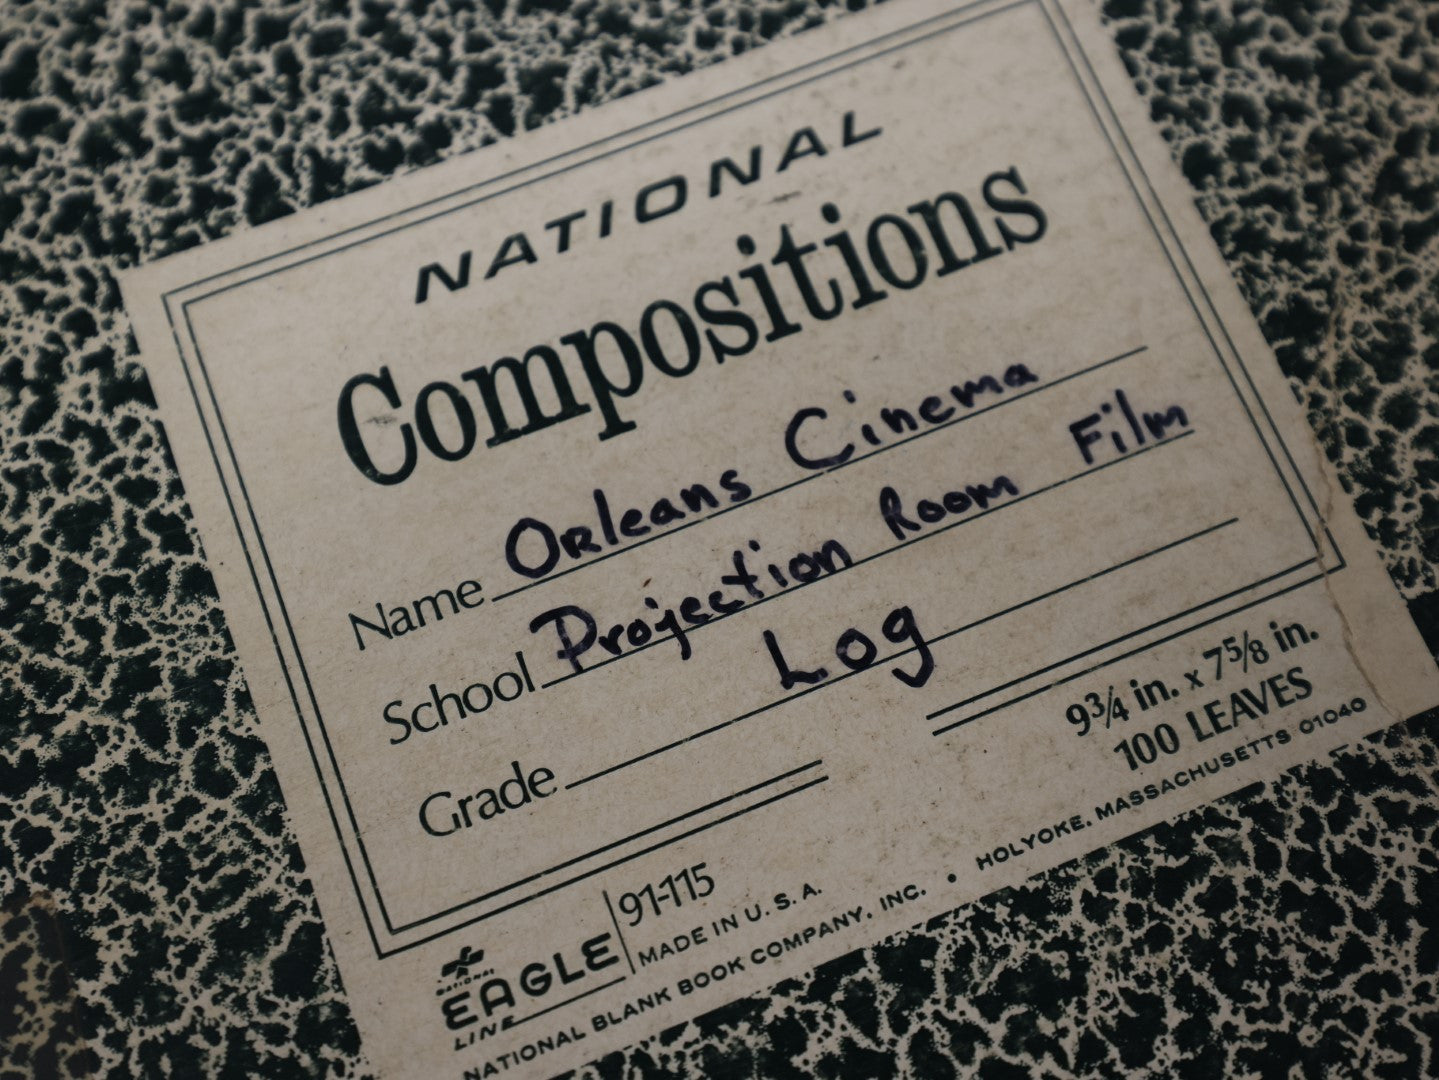 NATIONAL
Compositions
Name Orleans Cinema
School Projection Room Film
Log
Grade
9¾ in. x 7⅝ in.
100 LEAVES
NATIONAL
EAGLE
LINE
91-115
MADE IN U.S.A.
NATIONAL BLANK BOOK COMPANY, INC. • HOLYOKE, MASSACHUSETTS 01040